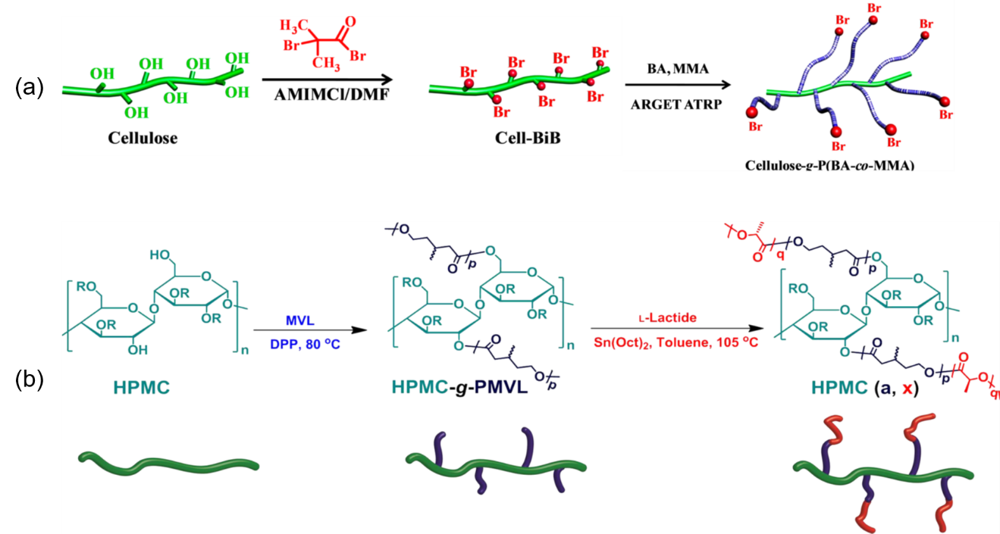 (a)
OH
OH
OH
OH
OH
OH
OH
Cellulose
H₃C
O
Br
Br
CH₃
AMIMCl/DMF
Br
Br
Br
Br
Br
Br
Br
Cell-BiB
BA, MMA
ARGET ATRP
Br
Br
Br
Br
Br
Br
Br
Cellulose-g-P(BA-co-MMA)
(b)
HO
O
RO
OR
O
O
OR
O
OR
OH
n
HPMC
MVL
DPP, 80 °C
O
O
p
O
O
RO
OR
O
O
OR
O
OR
O
O
n
O
p
HPMC-g-PMVL
L-Lactide
Sn(Oct)₂, Toluene, 105 °C
O
O
q
O
O
p
O
O
RO
OR
O
O
OR
O
OR
O
O
n
O
p
O
O
q
HPMC (a, x)